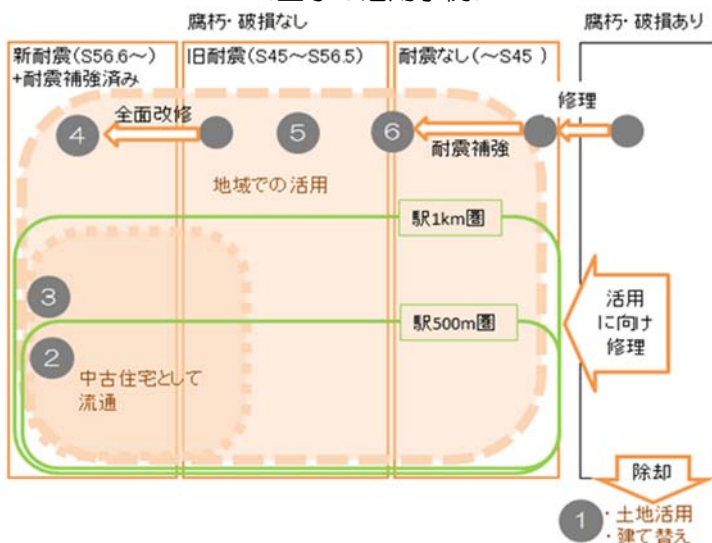 腐朽・破損なし
腐朽・破損あり
新耐震(S56.6～)
+耐震補強済み
旧耐震(S45～S56.5)
耐震なし(～S45 )
全面改修
修理
4
5
6
耐震補強
地域での活用
駅1km圏
3
駅500m圏
活用
に向け
修理
2
中古住宅として
流通
除却
1
・土地活用
・建て替え